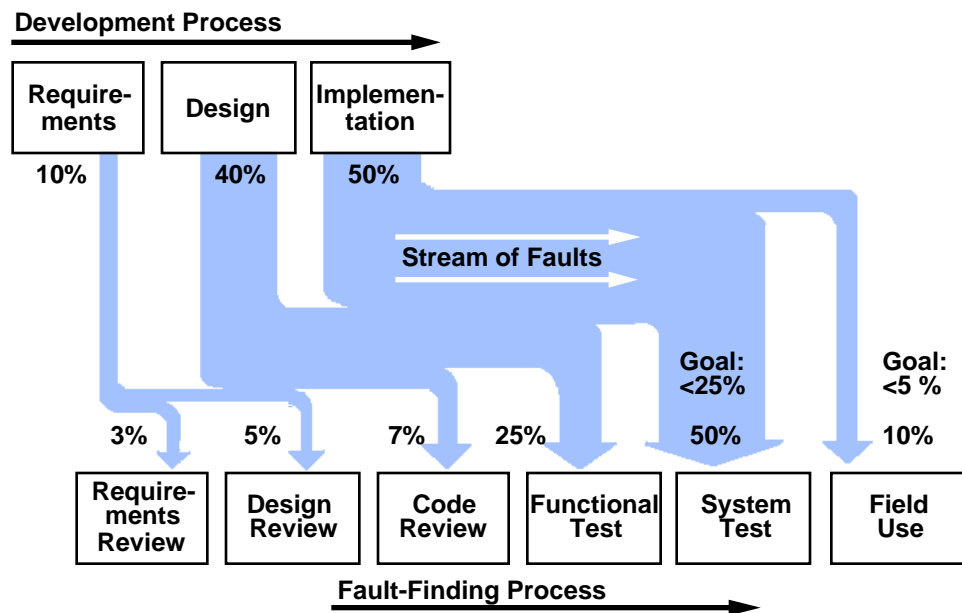 Development Process
Require-
ments
Design
Implemen-
tation
10%
40%
50%
Stream of Faults
Goal:
<25%
Goal:
<5 %
3%
5%
7%
25%
50%
10%
Require-
ments
Review
Design
Review
Code
Review
Functional
Test
System
Test
Field
Use
Fault-Finding Process